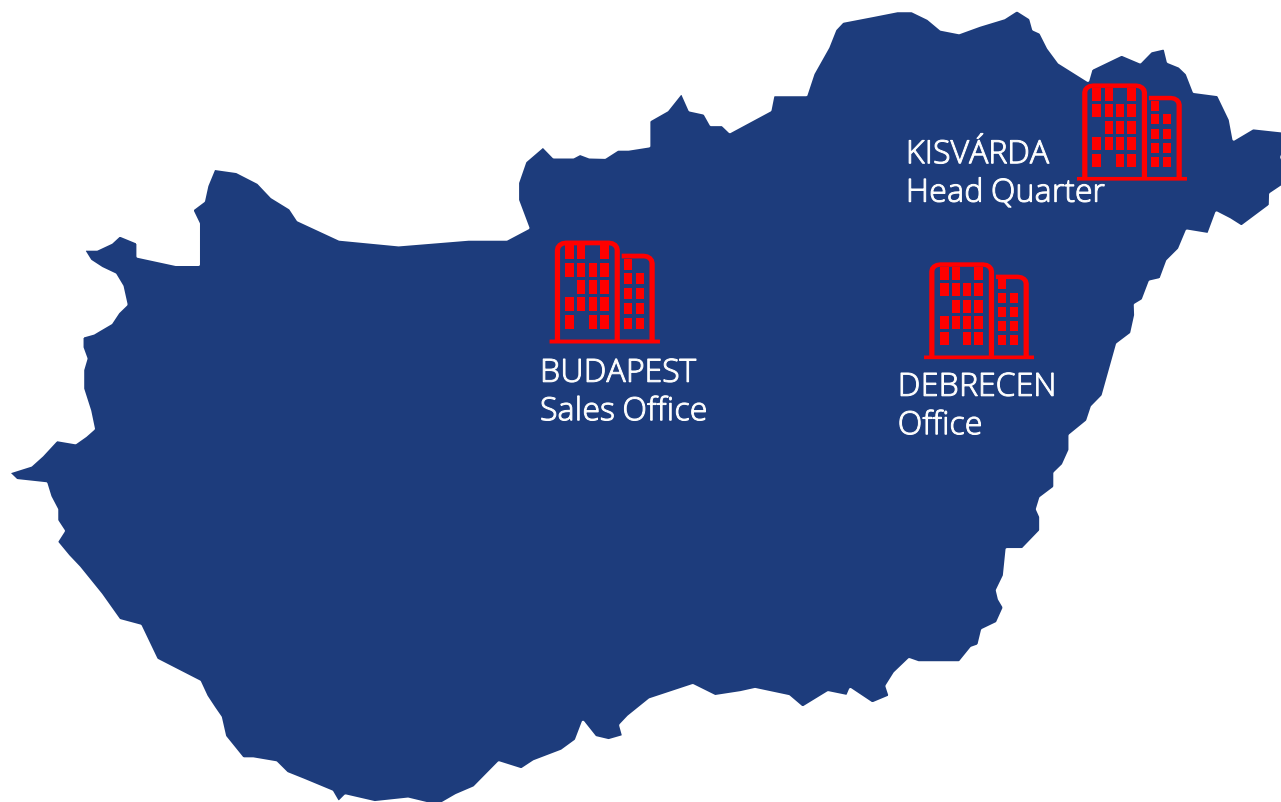 KISVÁRDA
Head Quarter
BUDAPEST
Sales Office
DEBRECEN
Office